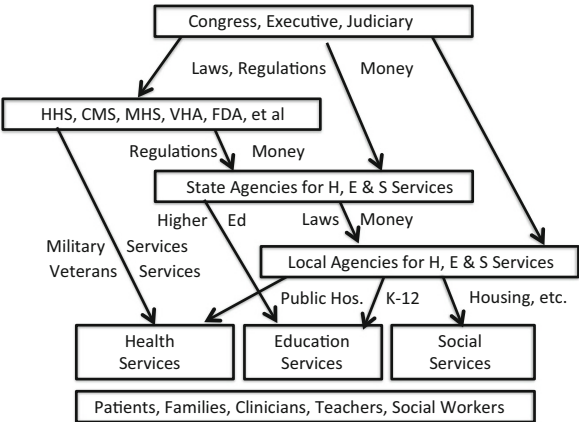 Congress, Executive, Judiciary
Laws, Regulations Money
HHS, CMS, MHS, VHA, FDA, et al
Regulations Money
State Agencies for H, E & S Services
Higher Ed Laws Money
Military Services
Veterans Services
Local Agencies for H, E & S Services
Public Hos. K-12 Housing, etc.
Health Education Social
Services Services Services
Patients, Families, Clinicians, Teachers, Social Workers